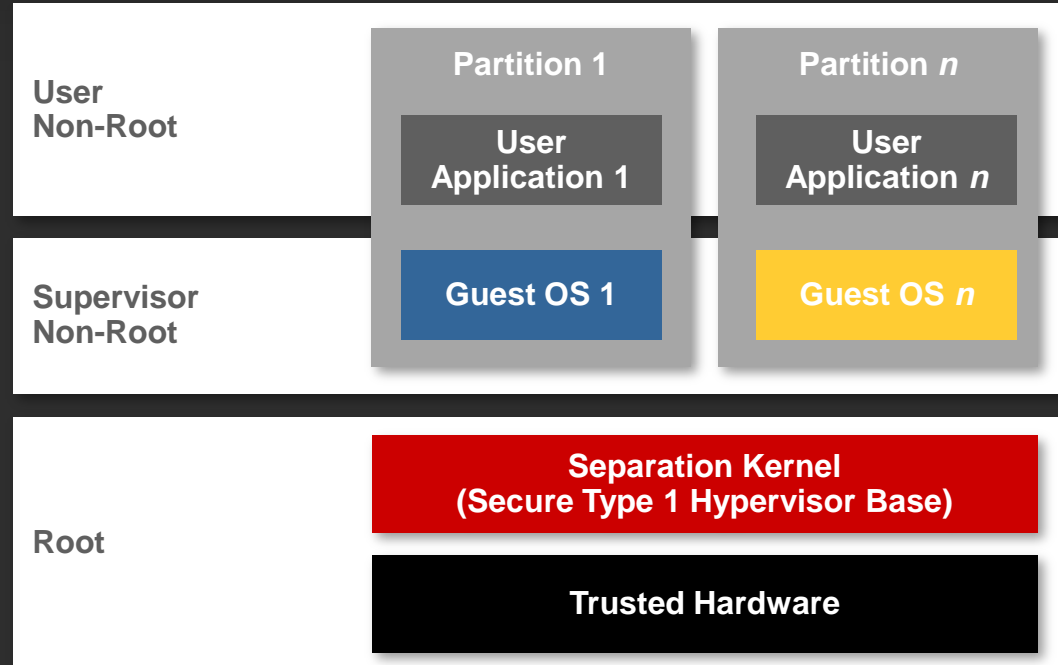 User
Non-Root
Partition 1
Partition n
User
Application 1
User
Application n
Supervisor
Non-Root
Guest OS 1
Guest OS n
Root
Separation Kernel
(Secure Type 1 Hypervisor Base)
Trusted Hardware